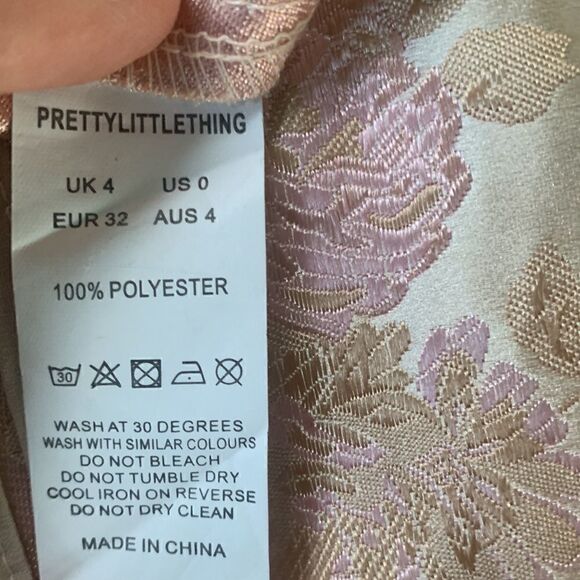 PRETTYLITTLETHING
UK 4 US 0
EUR 32 AUS 4
100% POLYESTER
30
WASH AT 30 DEGREES
WASH WITH SIMILAR COLOURS
DO NOT BLEACH
DO NOT TUMBLE DRY
COOL IRON ON REVERSE
DO NOT DRY CLEAN
MADE IN CHINA